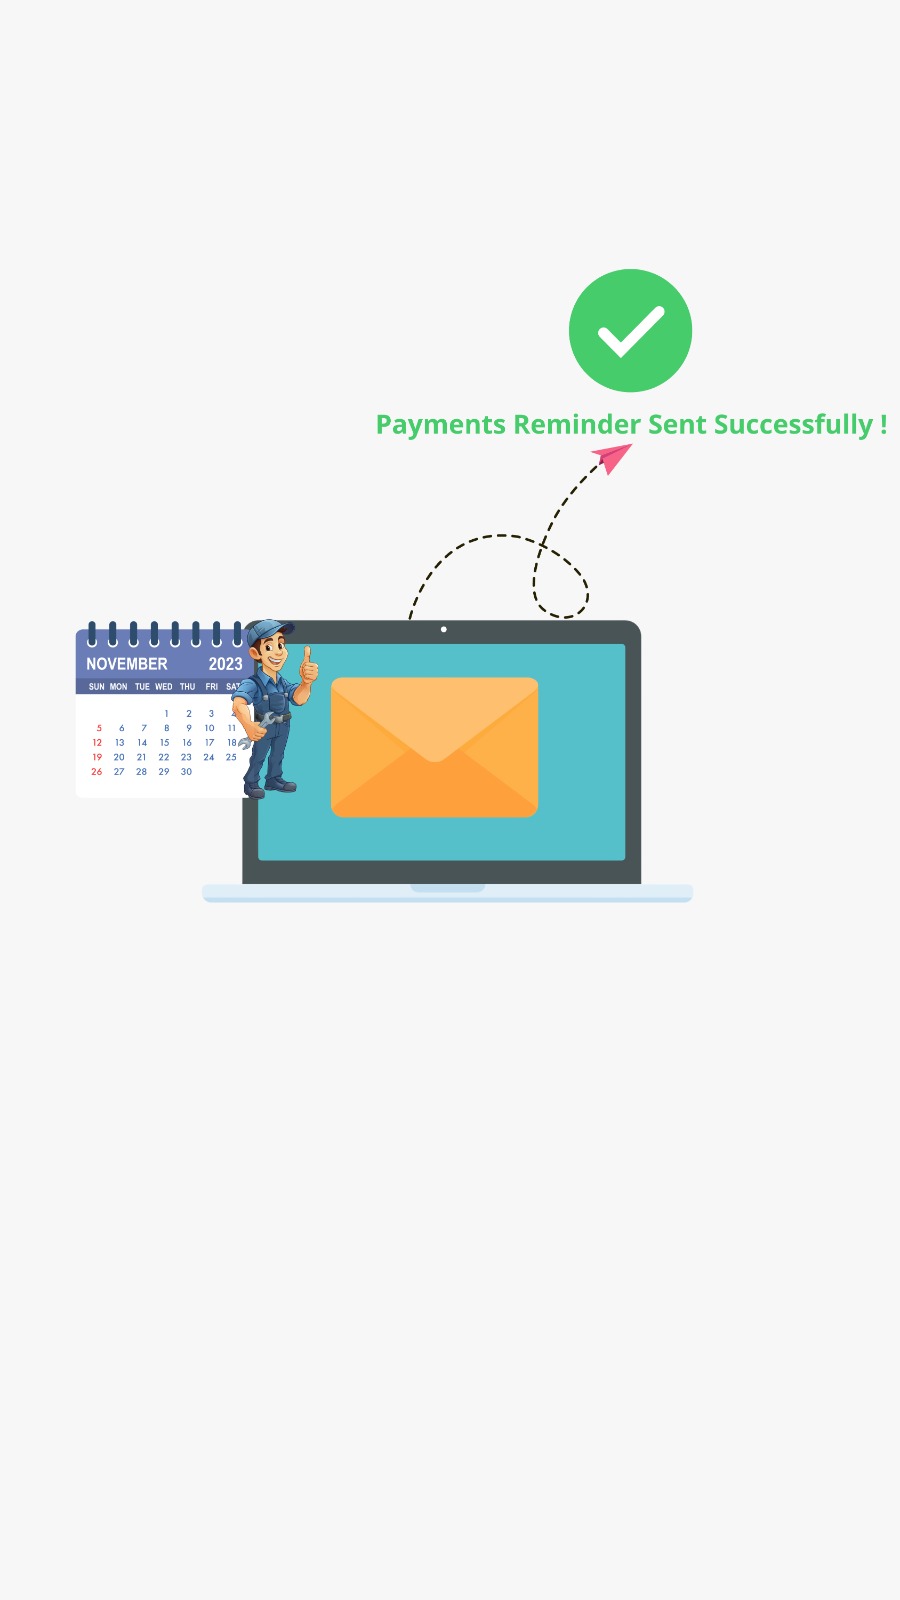 Payments Reminder Sent Successfully !
NOVEMBER 2023
SUN MON TUE WED THU FRI SAT
1 2 3
5 6 7 8 9 10 11
12 13 14 15 16 17 18
19 20 21 22 23 24 25
26 27 28 29 30